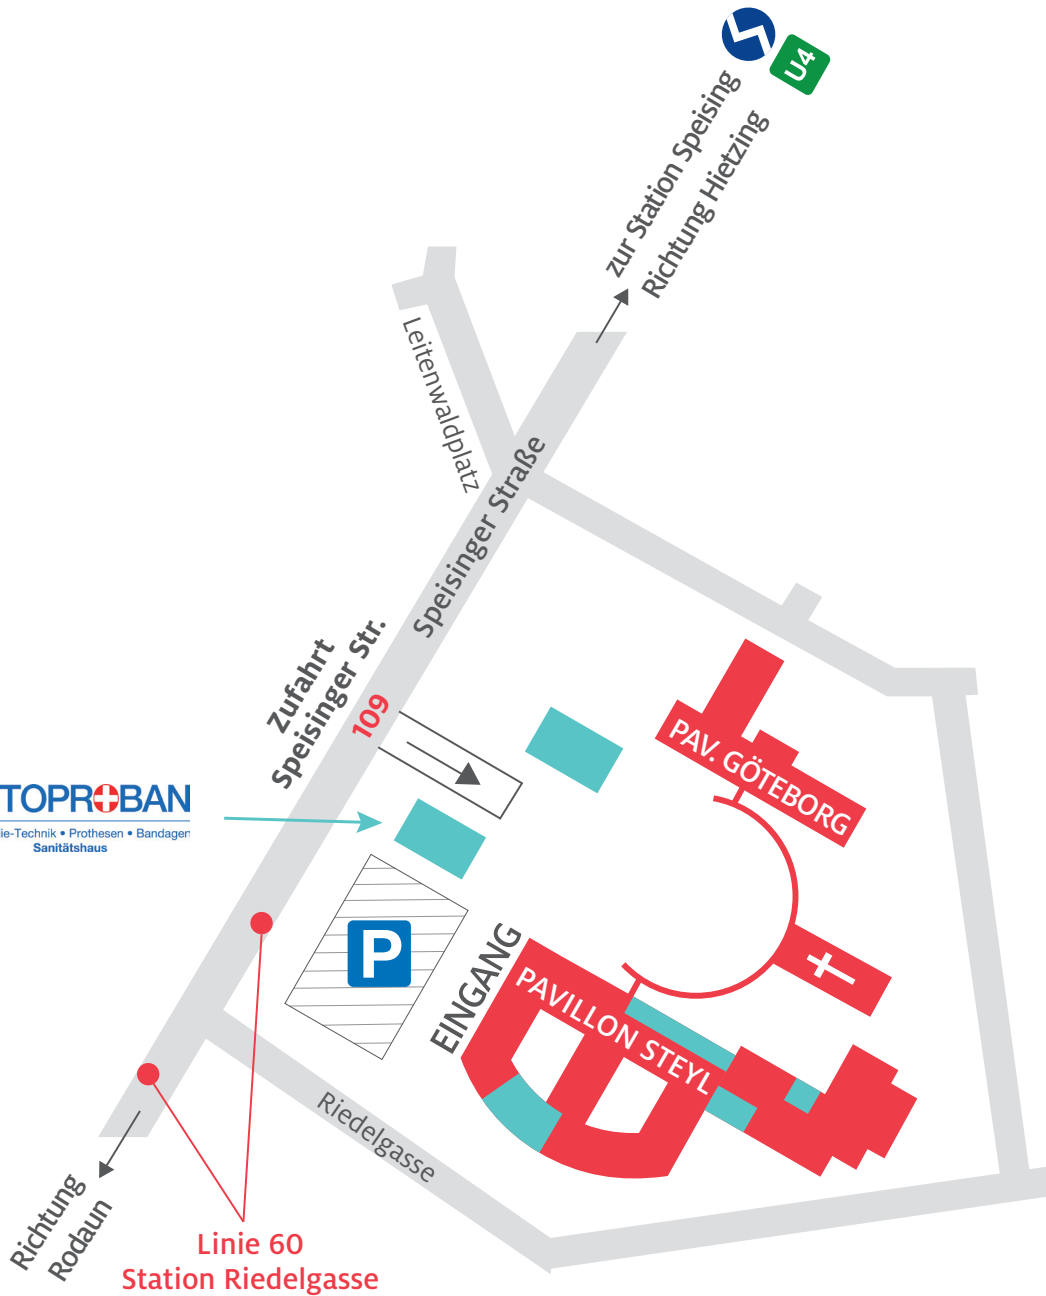 U4
zur Station Speising
Richtung Hietzing
Leitenwaldplatz
Speisinger Straße
Zufahrt
Speisinger Str.
109
PAV. GÖTEBORG
TOPROBAN
ie-Technik • Prothesen • Bandagen
Sanitätshaus
P
EINGANG
PAVILLON STEYL
Riedelgasse
Richtung
Rodaun
Linie 60
Station Riedelgasse